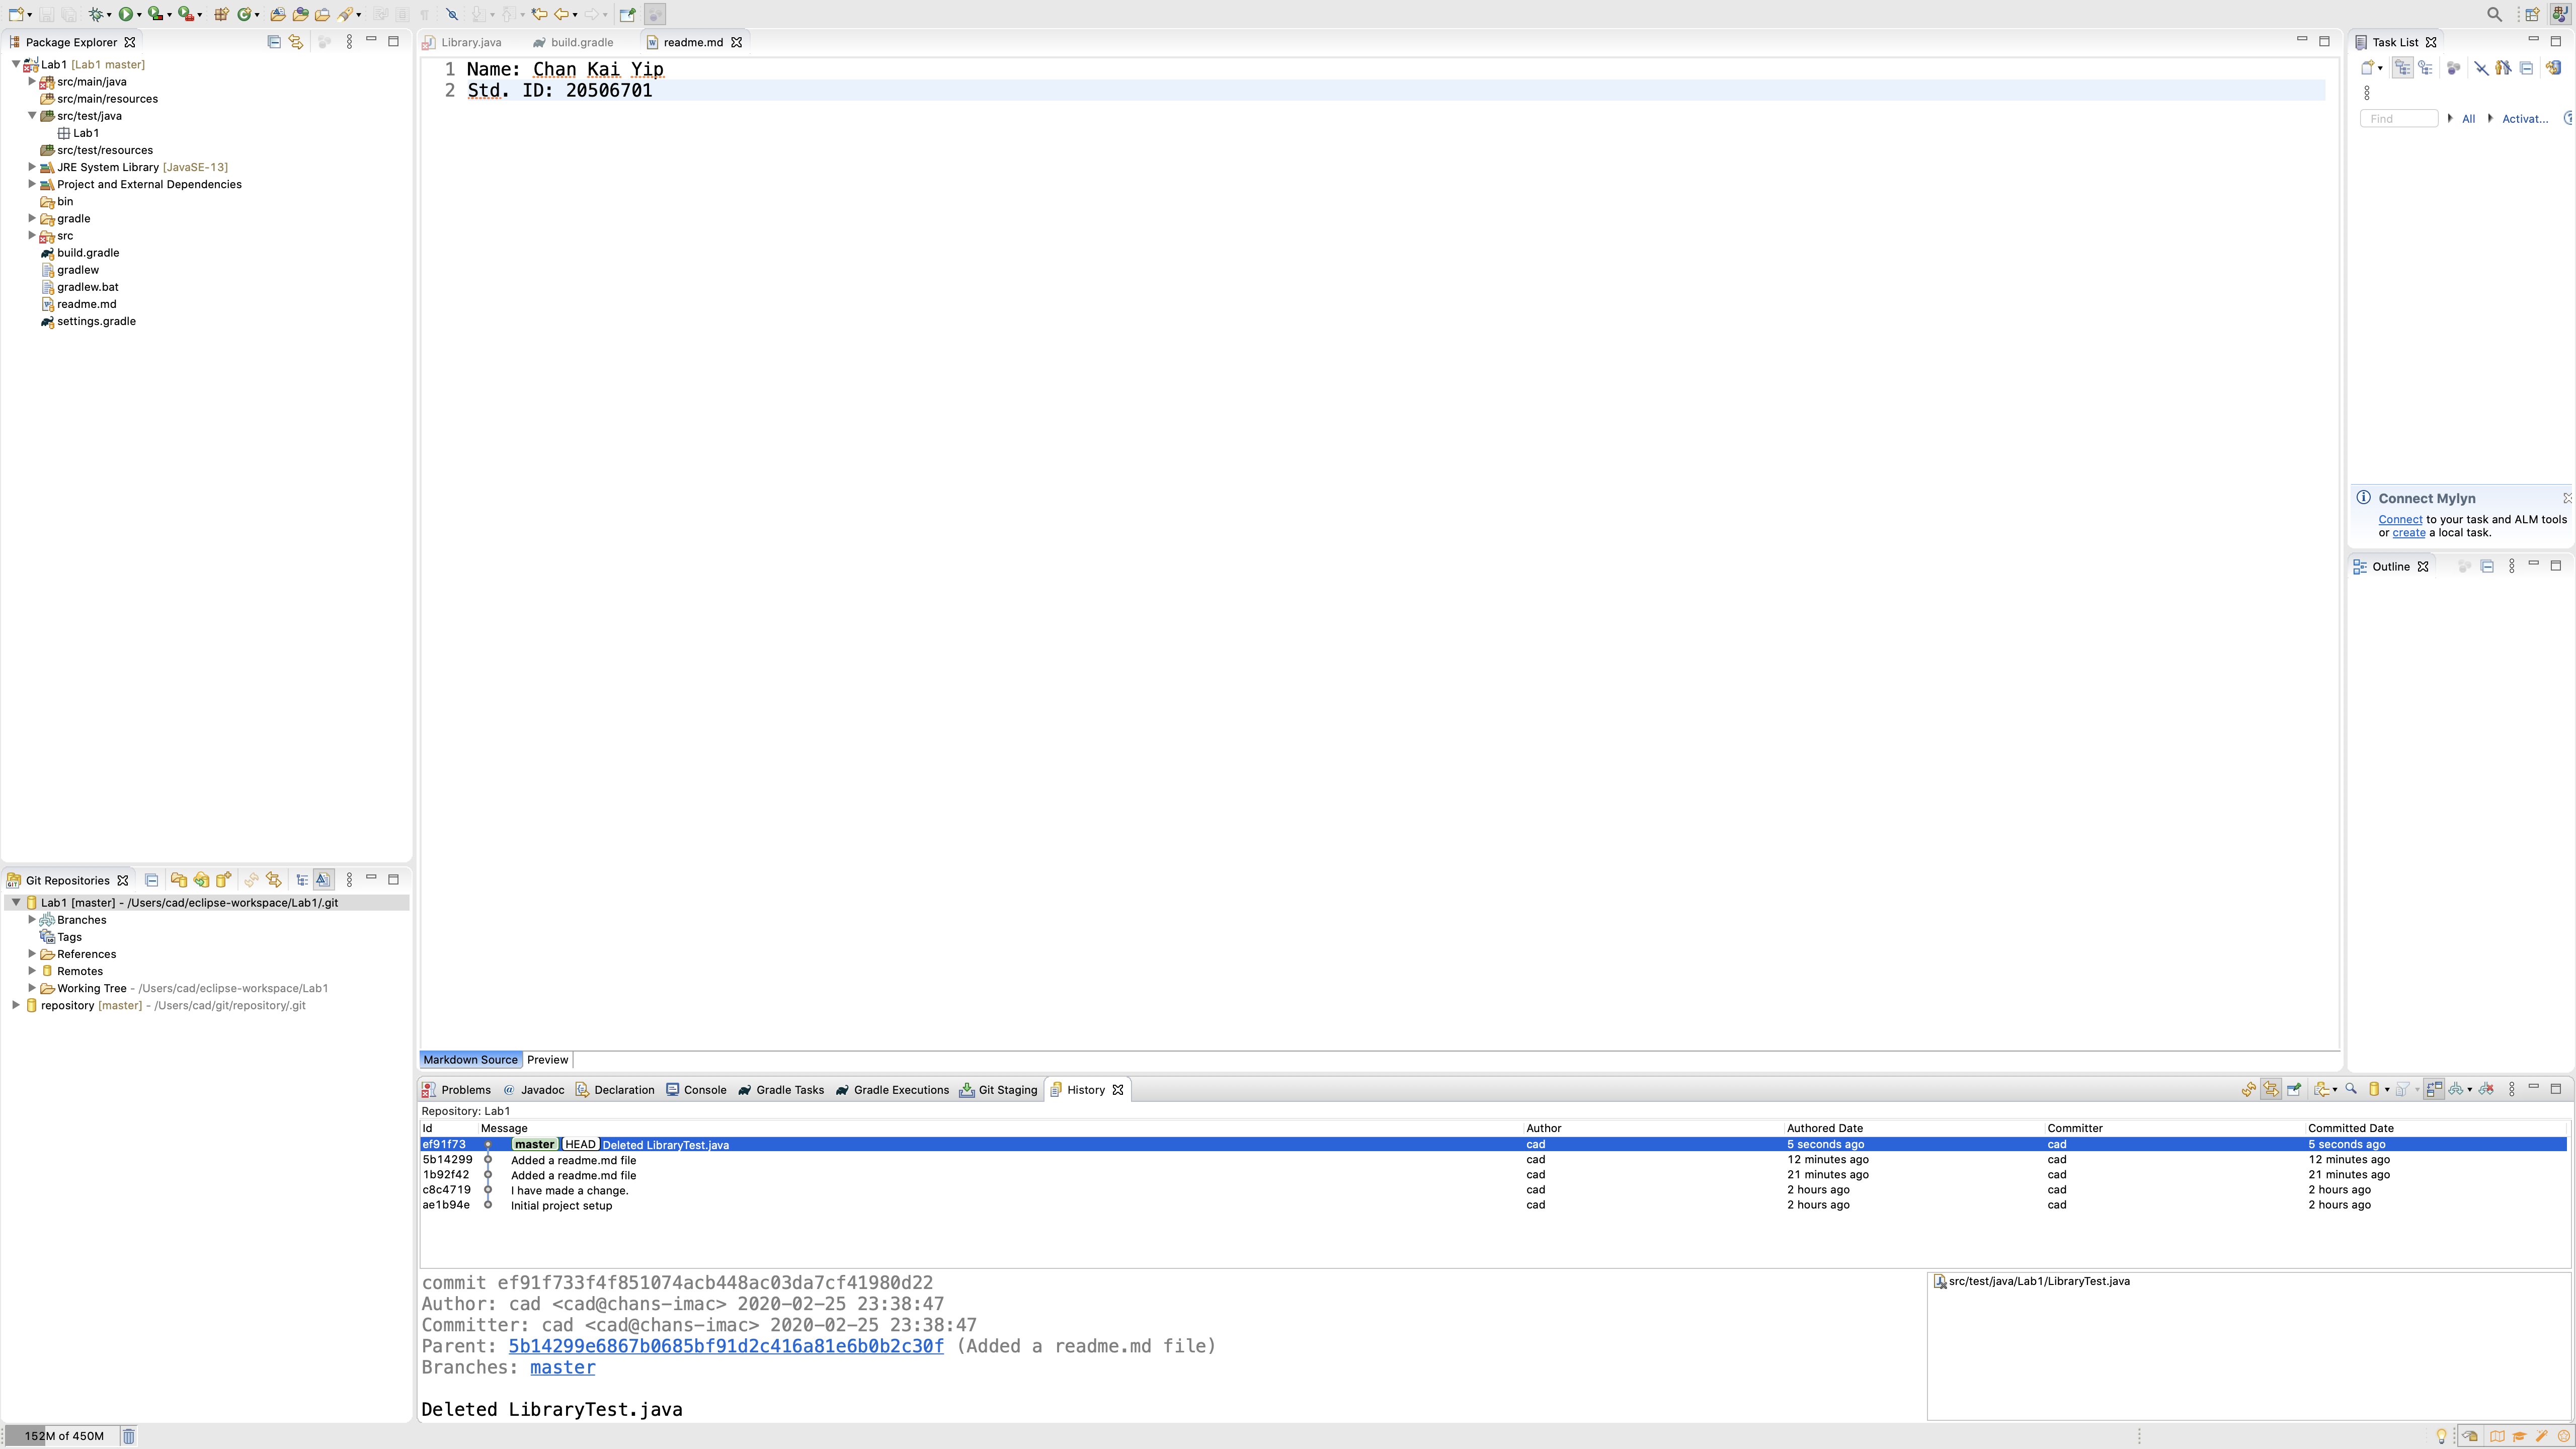 Package Explorer
Lab1 [Lab1 master]
src/main/java
src/main/resources
src/test/java
Lab1
src/test/resources
JRE System Library [JavaSE-13]
Project and External Dependencies
bin
gradle
src
build.gradle
gradlew
gradlew.bat
readme.md
settings.gradle
Git Repositories
Lab1 [master] - /Users/cad/eclipse-workspace/Lab1/.git
Branches
Tags
References
Remotes
Working Tree - /Users/cad/eclipse-workspace/Lab1
repository [master] - /Users/cad/git/repository/.git
152M of 450M
Library.java build.gradle readme.md
1 Name: Chan Kai Yip
2 Std. ID: 20506701
Markdown Source Preview
Problems @ Javadoc Declaration Console Gradle Tasks Gradle Executions Git Staging History
Repository: Lab1
Id Message Author Authored Date Committer Committed Date
ef91f73 master HEAD Deleted LibraryTest.java cad 5 seconds ago cad 5 seconds ago
5b14299 Added a readme.md file cad 12 minutes ago cad 12 minutes ago
1b92f42 Added a readme.md file cad 21 minutes ago cad 21 minutes ago
c8c4719 I have made a change. cad 2 hours ago cad 2 hours ago
ae1b94e Initial project setup cad 2 hours ago cad 2 hours ago
commit ef91f733f4f851074acb448ac03da7cf41980d22
Author: cad <cad@chans-imac> 2020-02-25 23:38:47
Committer: cad <cad@chans-imac> 2020-02-25 23:38:47
Parent: 5b14299e6867b0685bf91d2c416a81e6b0b2c30f (Added a readme.md file)
Branches: master
Deleted LibraryTest.java
src/test/java/Lab1/LibraryTest.java
Task List
Find All Activat...
Connect Mylyn
Connect to your task and ALM tools
or create a local task.
Outline